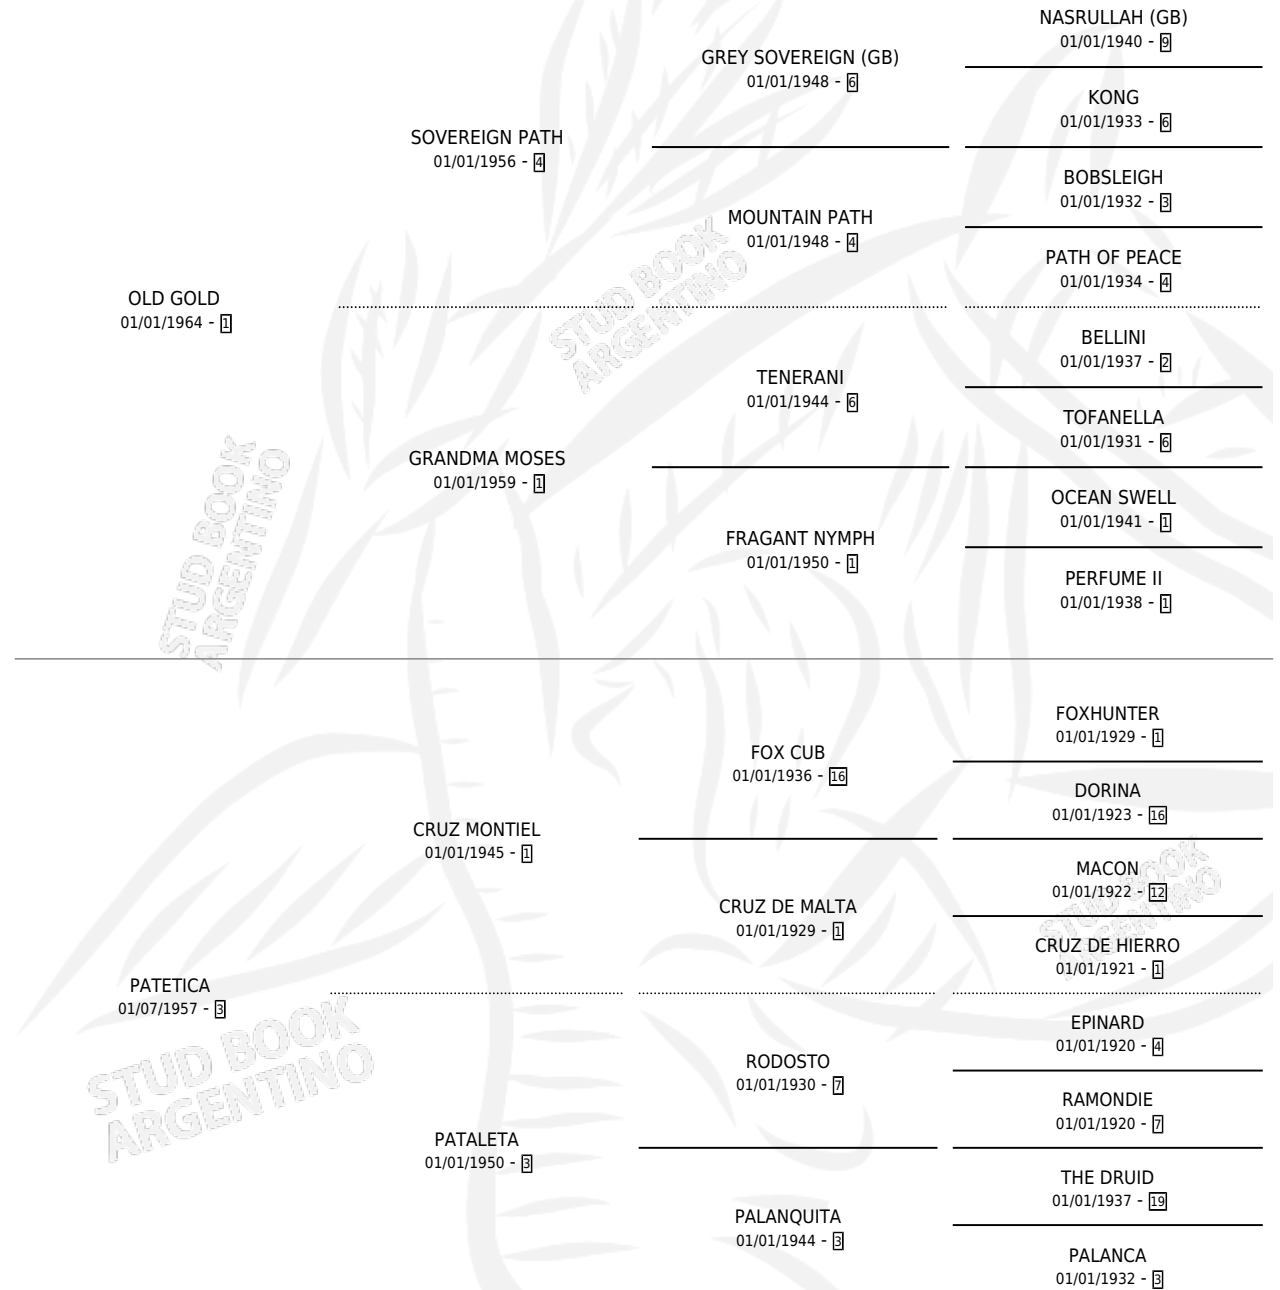 NASRULLAH (GB)
01/01/1940 - 9
GREY SOVEREIGN (GB)
01/01/1948 - 6
KONG
01/01/1933 - 6
SOVEREIGN PATH
01/01/1956 - 4
BOBSLEIGH
01/01/1932 - 3
MOUNTAIN PATH
01/01/1948 - 4
PATH OF PEACE
01/01/1934 - 4
OLD GOLD
01/01/1964 - 1
BELLINI
01/01/1937 - 2
TENERANI
01/01/1944 - 6
TOFANELLA
01/01/1931 - 6
GRANDMA MOSES
01/01/1959 - 1
OCEAN SWELL
01/01/1941 - 1
FRAGANT NYMPH
01/01/1950 - 1
PERFUME II
01/01/1938 - 1
STUD BOOK
ARGENTINO
STUD BOOK
ARGENTINO
FOXHUNTER
01/01/1929 - 1
FOX CUB
01/01/1936 - 16
DORINA
01/01/1923 - 16
CRUZ MONTIEL
01/01/1945 - 1
MACON
01/01/1922 - 12
CRUZ DE MALTA
01/01/1929 - 1
CRUZ DE HIERRO
01/01/1921 - 1
PATETICA
01/07/1957 - 3
EPINARD
01/01/1920 - 4
RODOSTO
01/01/1930 - 7
RAMONDIE
01/01/1920 - 7
PATALETA
01/01/1950 - 3
THE DRUID
01/01/1937 - 19
PALANQUITA
01/01/1944 - 3
PALANCA
01/01/1932 - 3
STUD BOOK
ARGENTINO
STUD BOOK
ARGENTINO